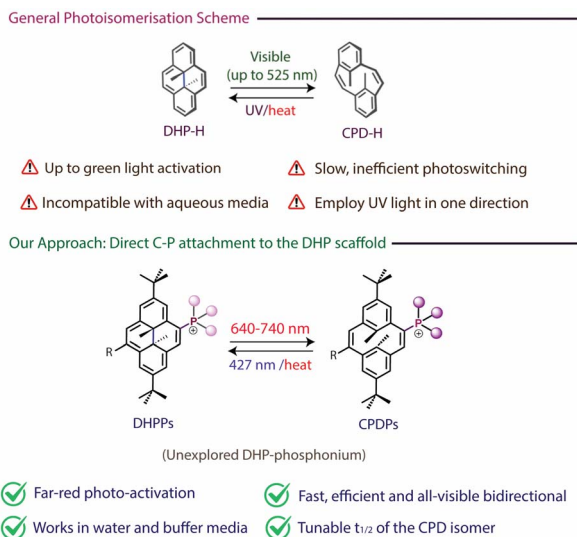 General Photoisomerisation Scheme
Visible
(up to 525 nm)
UV/heat
DHP-H
CPD-H
Up to green light activation
Slow, inefficient photoswitching
Incompatible with aqueous media
Employ UV light in one direction
Our Approach: Direct C-P attachment to the DHP scaffold
P
⊕
R
640-740 nm
427 nm /heat
P
⊕
R
DHPPs
CPDPs
(Unexplored DHP-phosphonium)
Far-red photo-activation
Fast, efficient and all-visible bidirectional
Works in water and buffer media
Tunable t1/2 of the CPD isomer